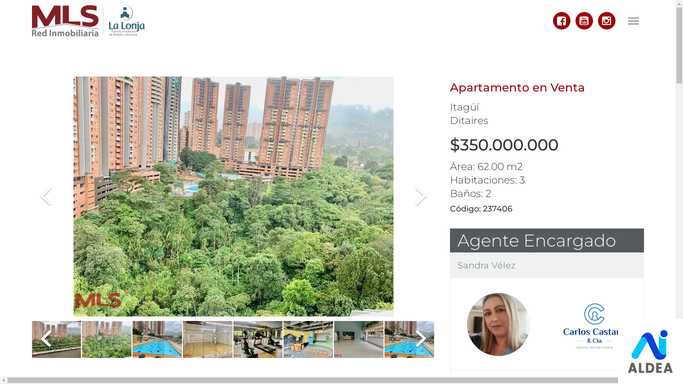 MLS
Red Inmobiliaria
La Lonja
Apartamento en Venta
Itagüí
Ditaires
$350.000.000
Área: 62.00 m2
Habitaciones: 3
Baños: 2
Código: 237406
Agente Encargado
Sandra Vélez
MLS
Carlos Castañ
& Cía.
ALDEA